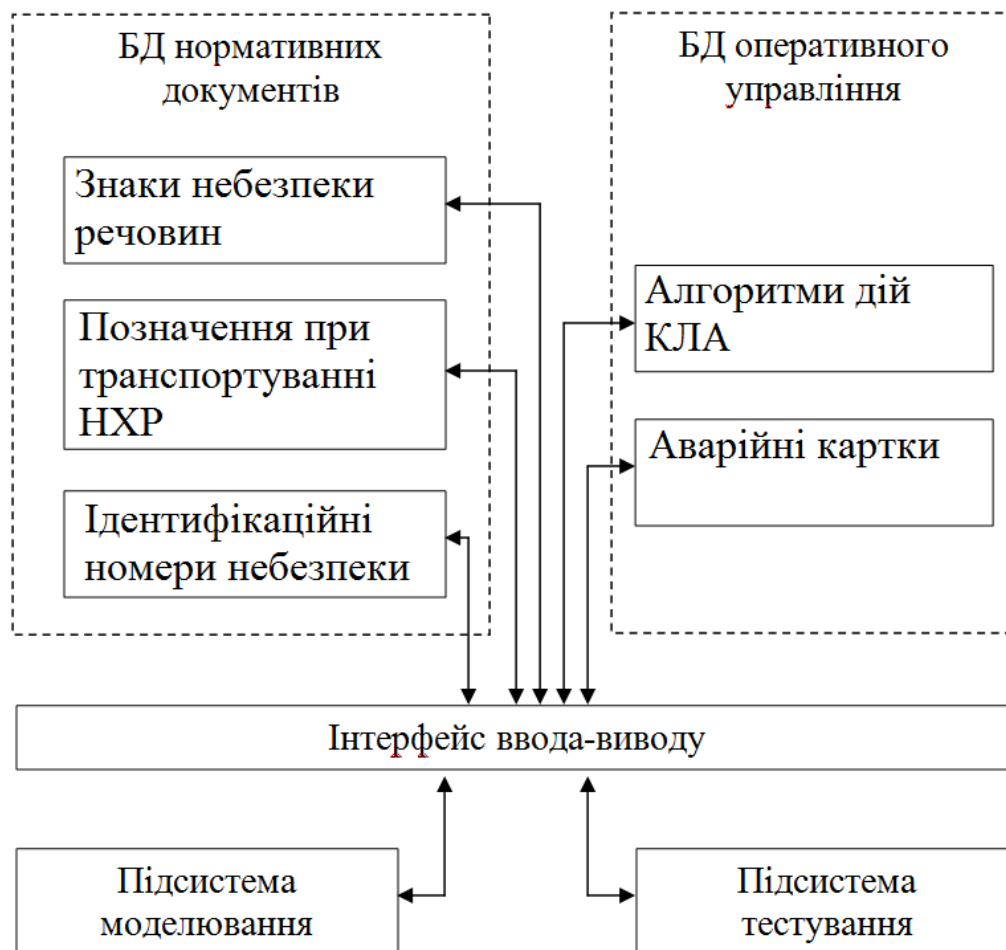 БД нормативних
документів
Знаки небезпеки
речовин
Позначення при
транспортуванні
НХР
Ідентифікаційні
номери небезпеки
БД оперативного
управління
Алгоритми дій
КЛА
Аварійні картки
Інтерфейс ввода-виводу
Підсистема
моделювання
Підсистема
тестування